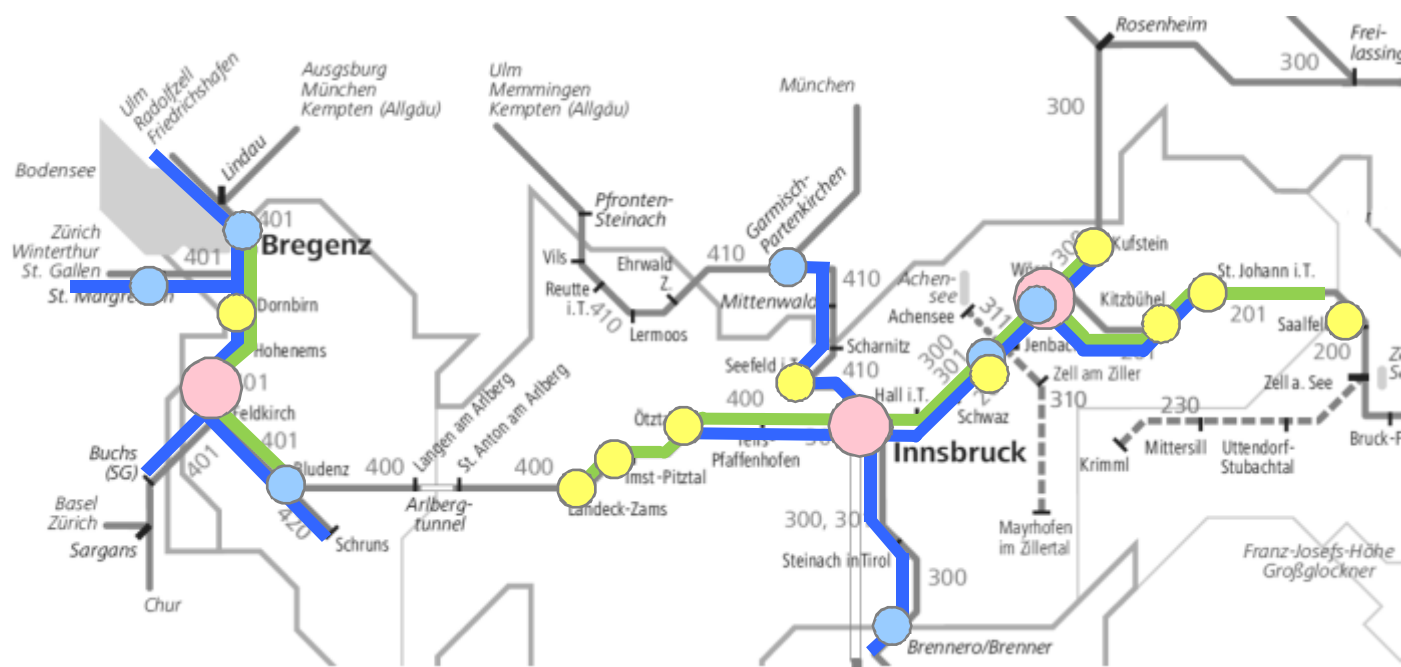 Ulm
Radolfzell
Friedrichshafen
Ausgsburg
München
Kempten (Allgäu)
Ulm
Memmingen
Kempten (Allgäu)
München
Rosenheim
Frei-
lassing
300
300
Bodensee
Lindau
Garmisch-
Partenkirchen
Pfronten-
Steinach
Zürich
Winterthur
St. Gallen
401
401
Bregenz
Vils
Ehrwald
Z.
410
410
Kufstein
Achen-
see
Achensee
311
St. Johann i.T.
Kitzbühel
201
Reutte
i.T.
410
Lermoos
Mittenwald
Dornbirn
Saalfel
200
Hohenems
Scharnitz
300
301
Jenbac
Zell am Ziller
310
Zell a. See
Seefeld i.
410
Hall i.T.
Schwaz
Feldkirch
401
Langen am Arlberg
St. Anton am Arlberg
400
Ötzt
Pfaffenhofen
Innsbruck
230
Krimml
Mittersill
Uttendorf-
Stubachtal
Buchs
(SG)
401
Bludenz
400
400
Arlberg-
tunnel
Imst-Pitztal
Landeck-Zams
Basel
Zürich
Sargans
420
Schruns
300, 30
Steinach in Tirol
Mayrhofen
im Zillertal
300
Franz-Josefs-Höhe
Großglockner
Chur
Brennero/Brenner